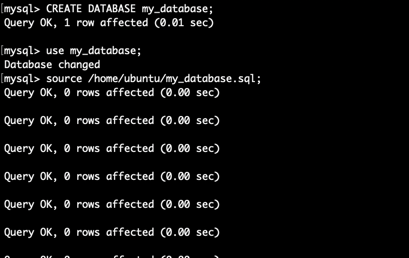 [mysql> CREATE DATABASE my_database;
Query OK, 1 row affected (0.01 sec)
[mysql> use my_database;
Database changed
[mysql> source /home/ubuntu/my_database.sql;
Query OK, 0 rows affected (0.00 sec)
Query OK, 0 rows affected (0.00 sec)
Query OK, 0 rows affected (0.00 sec)
Query OK, 0 rows affected (0.00 sec)
Query OK, 0 rows affected (0.00 sec)
Query OK, 0 rows affected (0.00 sec)